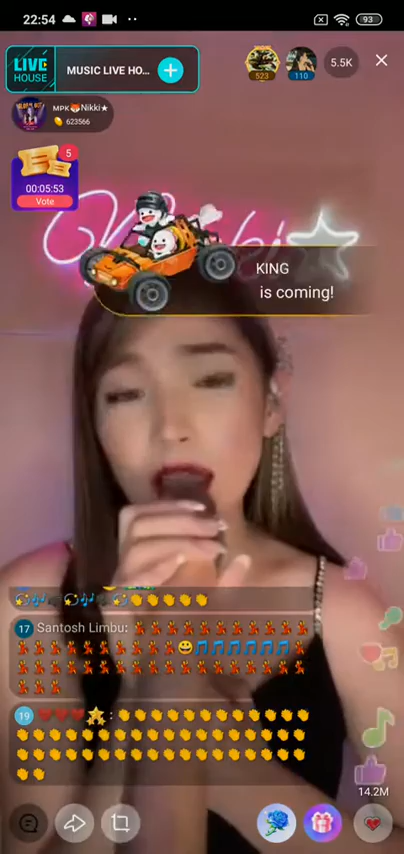 22:54
93
LIVE
HOUSE
MUSIC LIVE HO...
523
110
5.5K
MPK🦊Nikki★
623566
5
00:05:53
Vote
KING
is coming!
17 Santosh Limbu: 💃💃💃💃💃💃💃💃💃💃💃
💃💃💃💃💃💃💃💃💃😀🎵🎵🎵🎵🎵🎵💃
💃💃💃💃💃💃💃💃💃💃💃💃💃💃💃💃💃
💃💃💃
19 ❤❤❤⭐: 👏👏👏👏👏👏👏👏👏👏👏👏
👏👏👏👏👏👏👏👏👏👏👏👏👏👏👏👏👏
👏👏👏👏👏👏👏👏👏👏👏👏👏👏👏👏👏
👏👏
14.2M